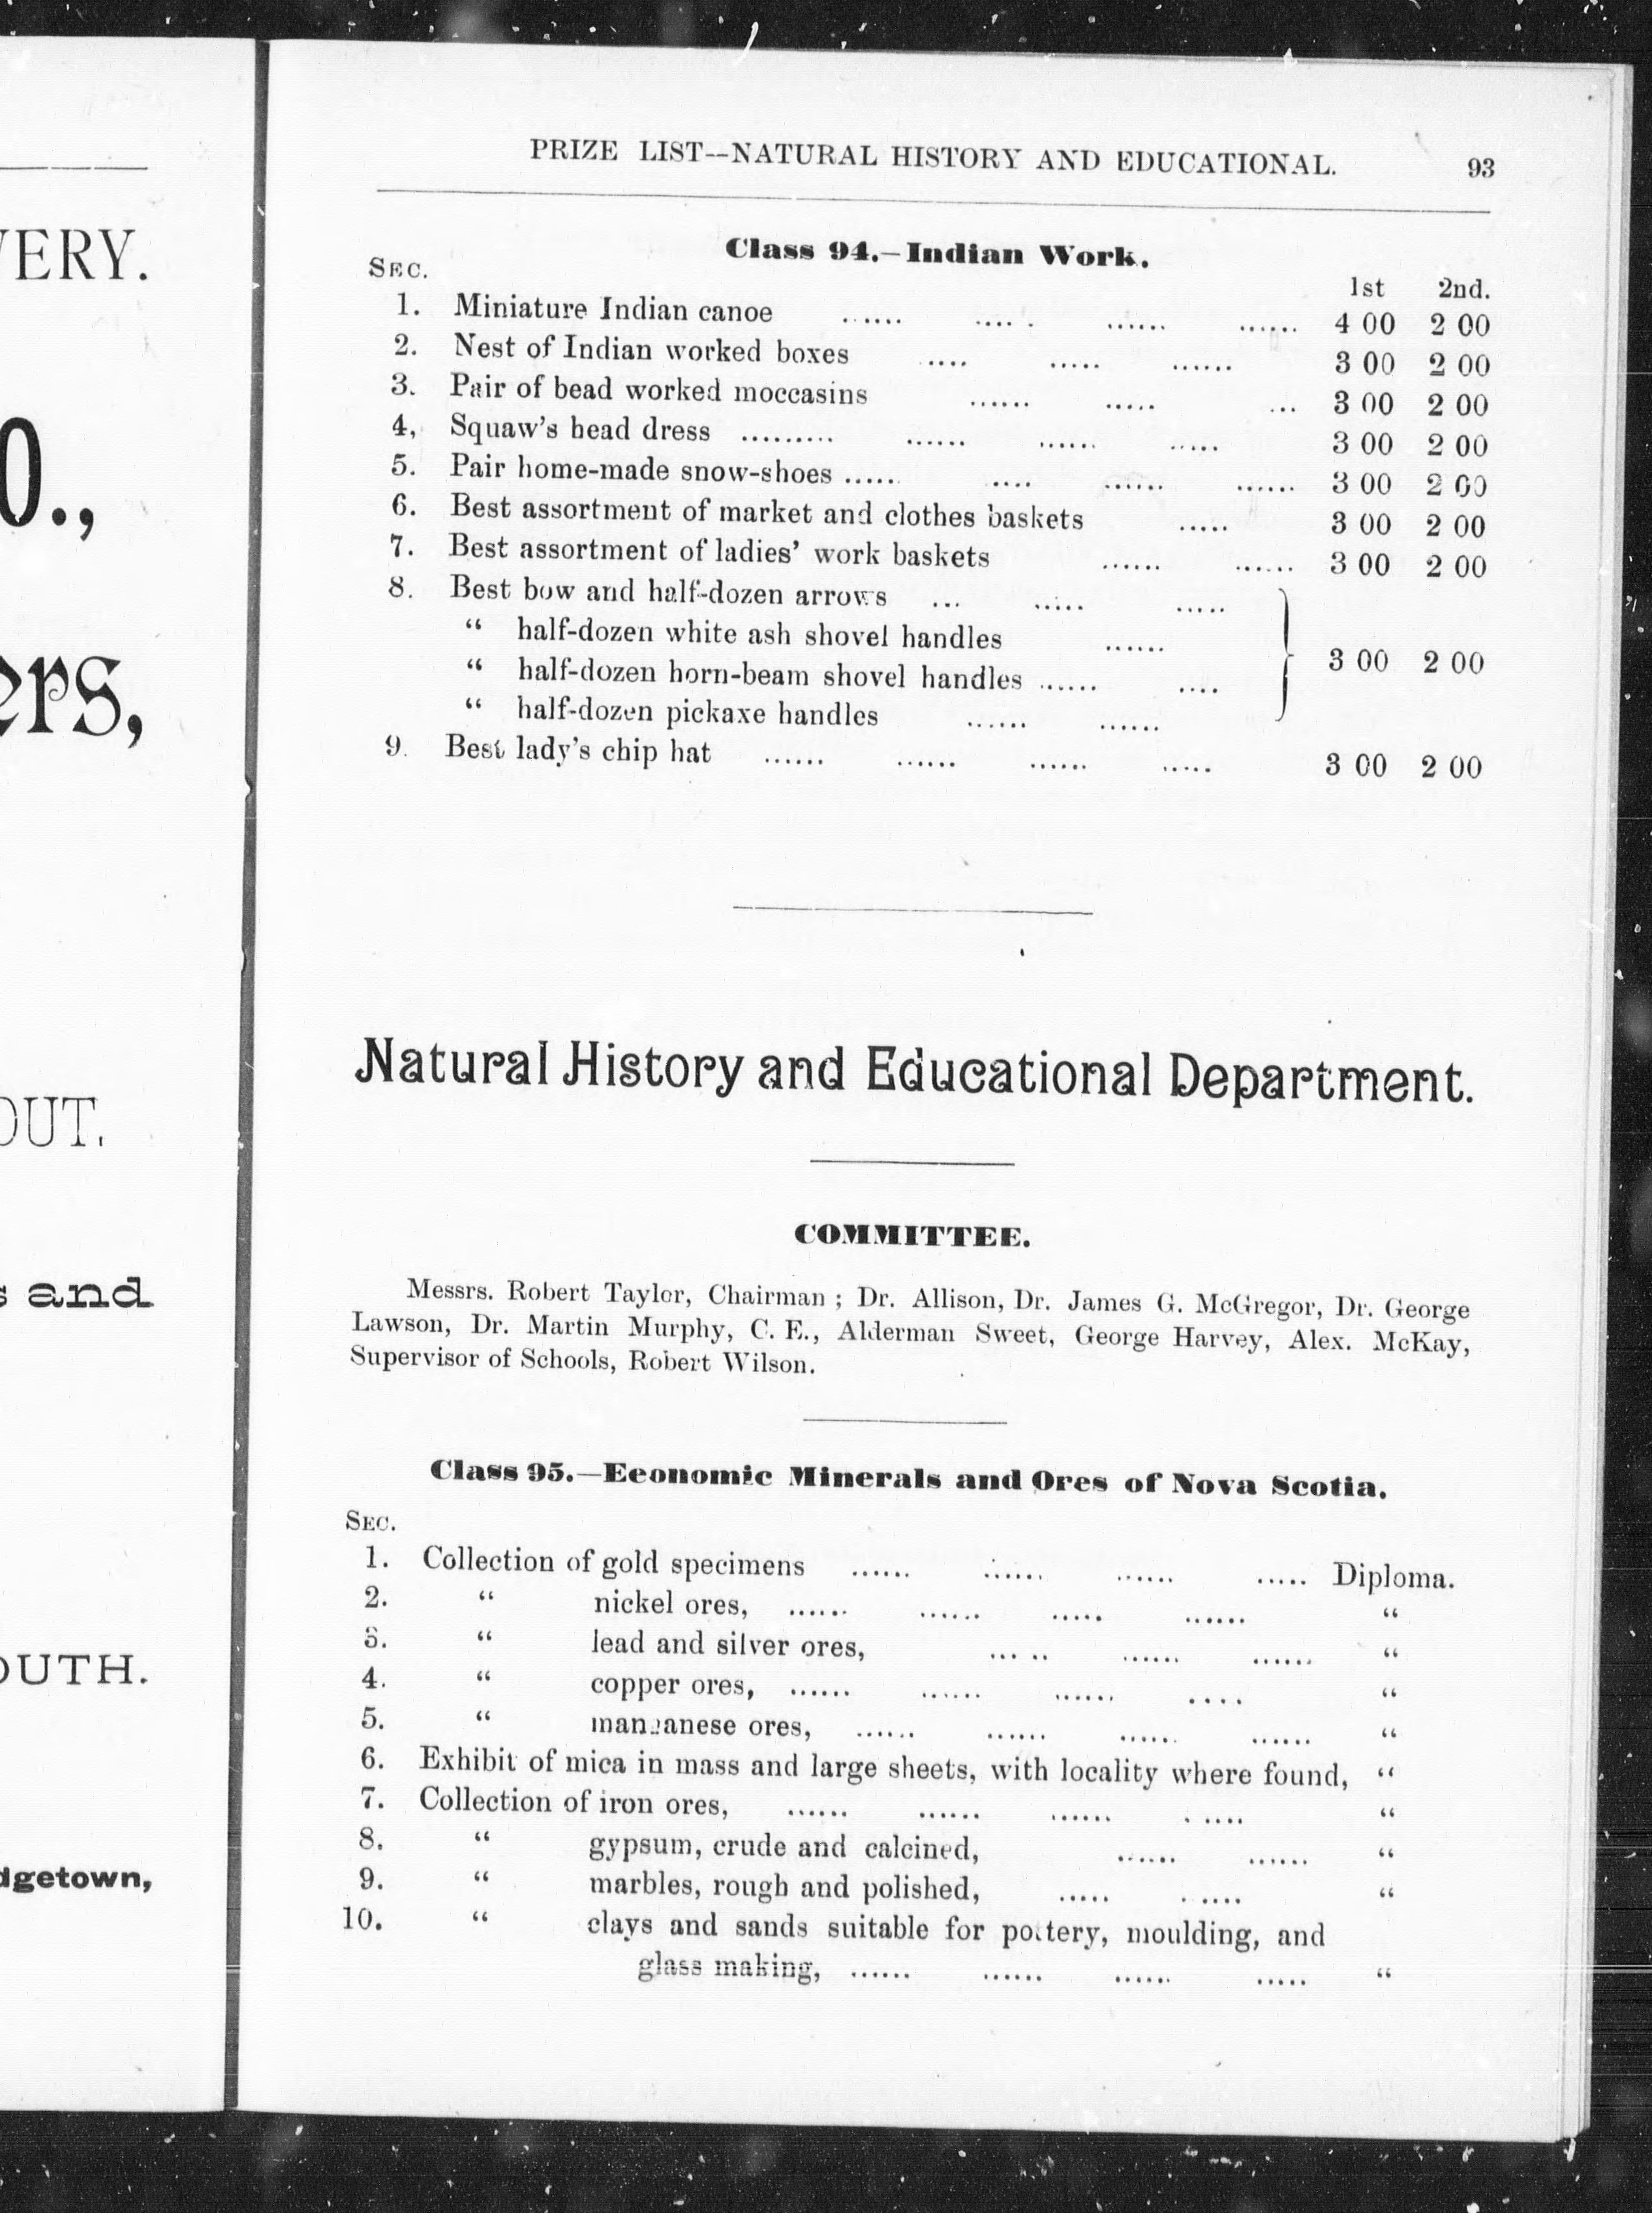 VERY.
O.,
ers,
OUT.
s and
OUTH.
dgetown,
PRIZE LIST--NATURAL HISTORY AND EDUCATIONAL. 93
Class 94.—Indian Work.
SEC.
1st 2nd.
1. Miniature Indian canoe ...... ..... ...... ...... 4 00 2 00
2. Nest of Indian worked boxes .... ..... ...... 3 00 2 00
3. Pair of bead worked moccasins ...... ..... ... 3 00 2 00
4, Squaw's head dress ......... ...... ...... ..... 3 00 2 00
5. Pair home-made snow-shoes ..... .... ...... ...... 3 00 2 00
6. Best assortment of market and clothes baskets ..... 3 00 2 00
7. Best assortment of ladies' work baskets ...... ...... 3 00 2 00
8. Best bow and half-dozen arrows ... ..... .....
“ half-dozen white ash shovel handles ......
“ half-dozen horn-beam shovel handles ...... .... } 3 00 2 00
“ half-dozen pickaxe handles ...... ......
9. Best lady's chip hat ...... ...... ...... ..... 3 00 2 00
Natural History and Educational Department.
COMMITTEE.
Messrs. Robert Taylor, Chairman ; Dr. Allison, Dr. James G. McGregor, Dr. George
Lawson, Dr. Martin Murphy, C. E., Alderman Sweet, George Harvey, Alex. McKay,
Supervisor of Schools, Robert Wilson.
Class 95.—Economic Minerals and Ores of Nova Scotia.
SEC.
1. Collection of gold specimens ...... ...... ...... ..... Diploma.
2. “ nickel ores, ...... ...... ..... ...... “
3. “ lead and silver ores, ..... ...... ...... “
4. “ copper ores, ...... ...... ...... .... “
5. “ manganese ores, ...... ...... ...... ...... “
6. Exhibit of mica in mass and large sheets, with locality where found, “
7. Collection of iron ores, ...... ...... ...... ..... “
8. “ gypsum, crude and calcined, ...... ...... “
9. “ marbles, rough and polished, ..... ..... “
10. “ clays and sands suitable for pottery, moulding, and
glass making, ...... ...... ...... ..... “